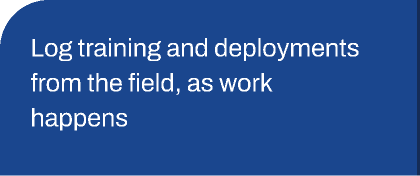 Log training and deployments
from the field, as work
happens